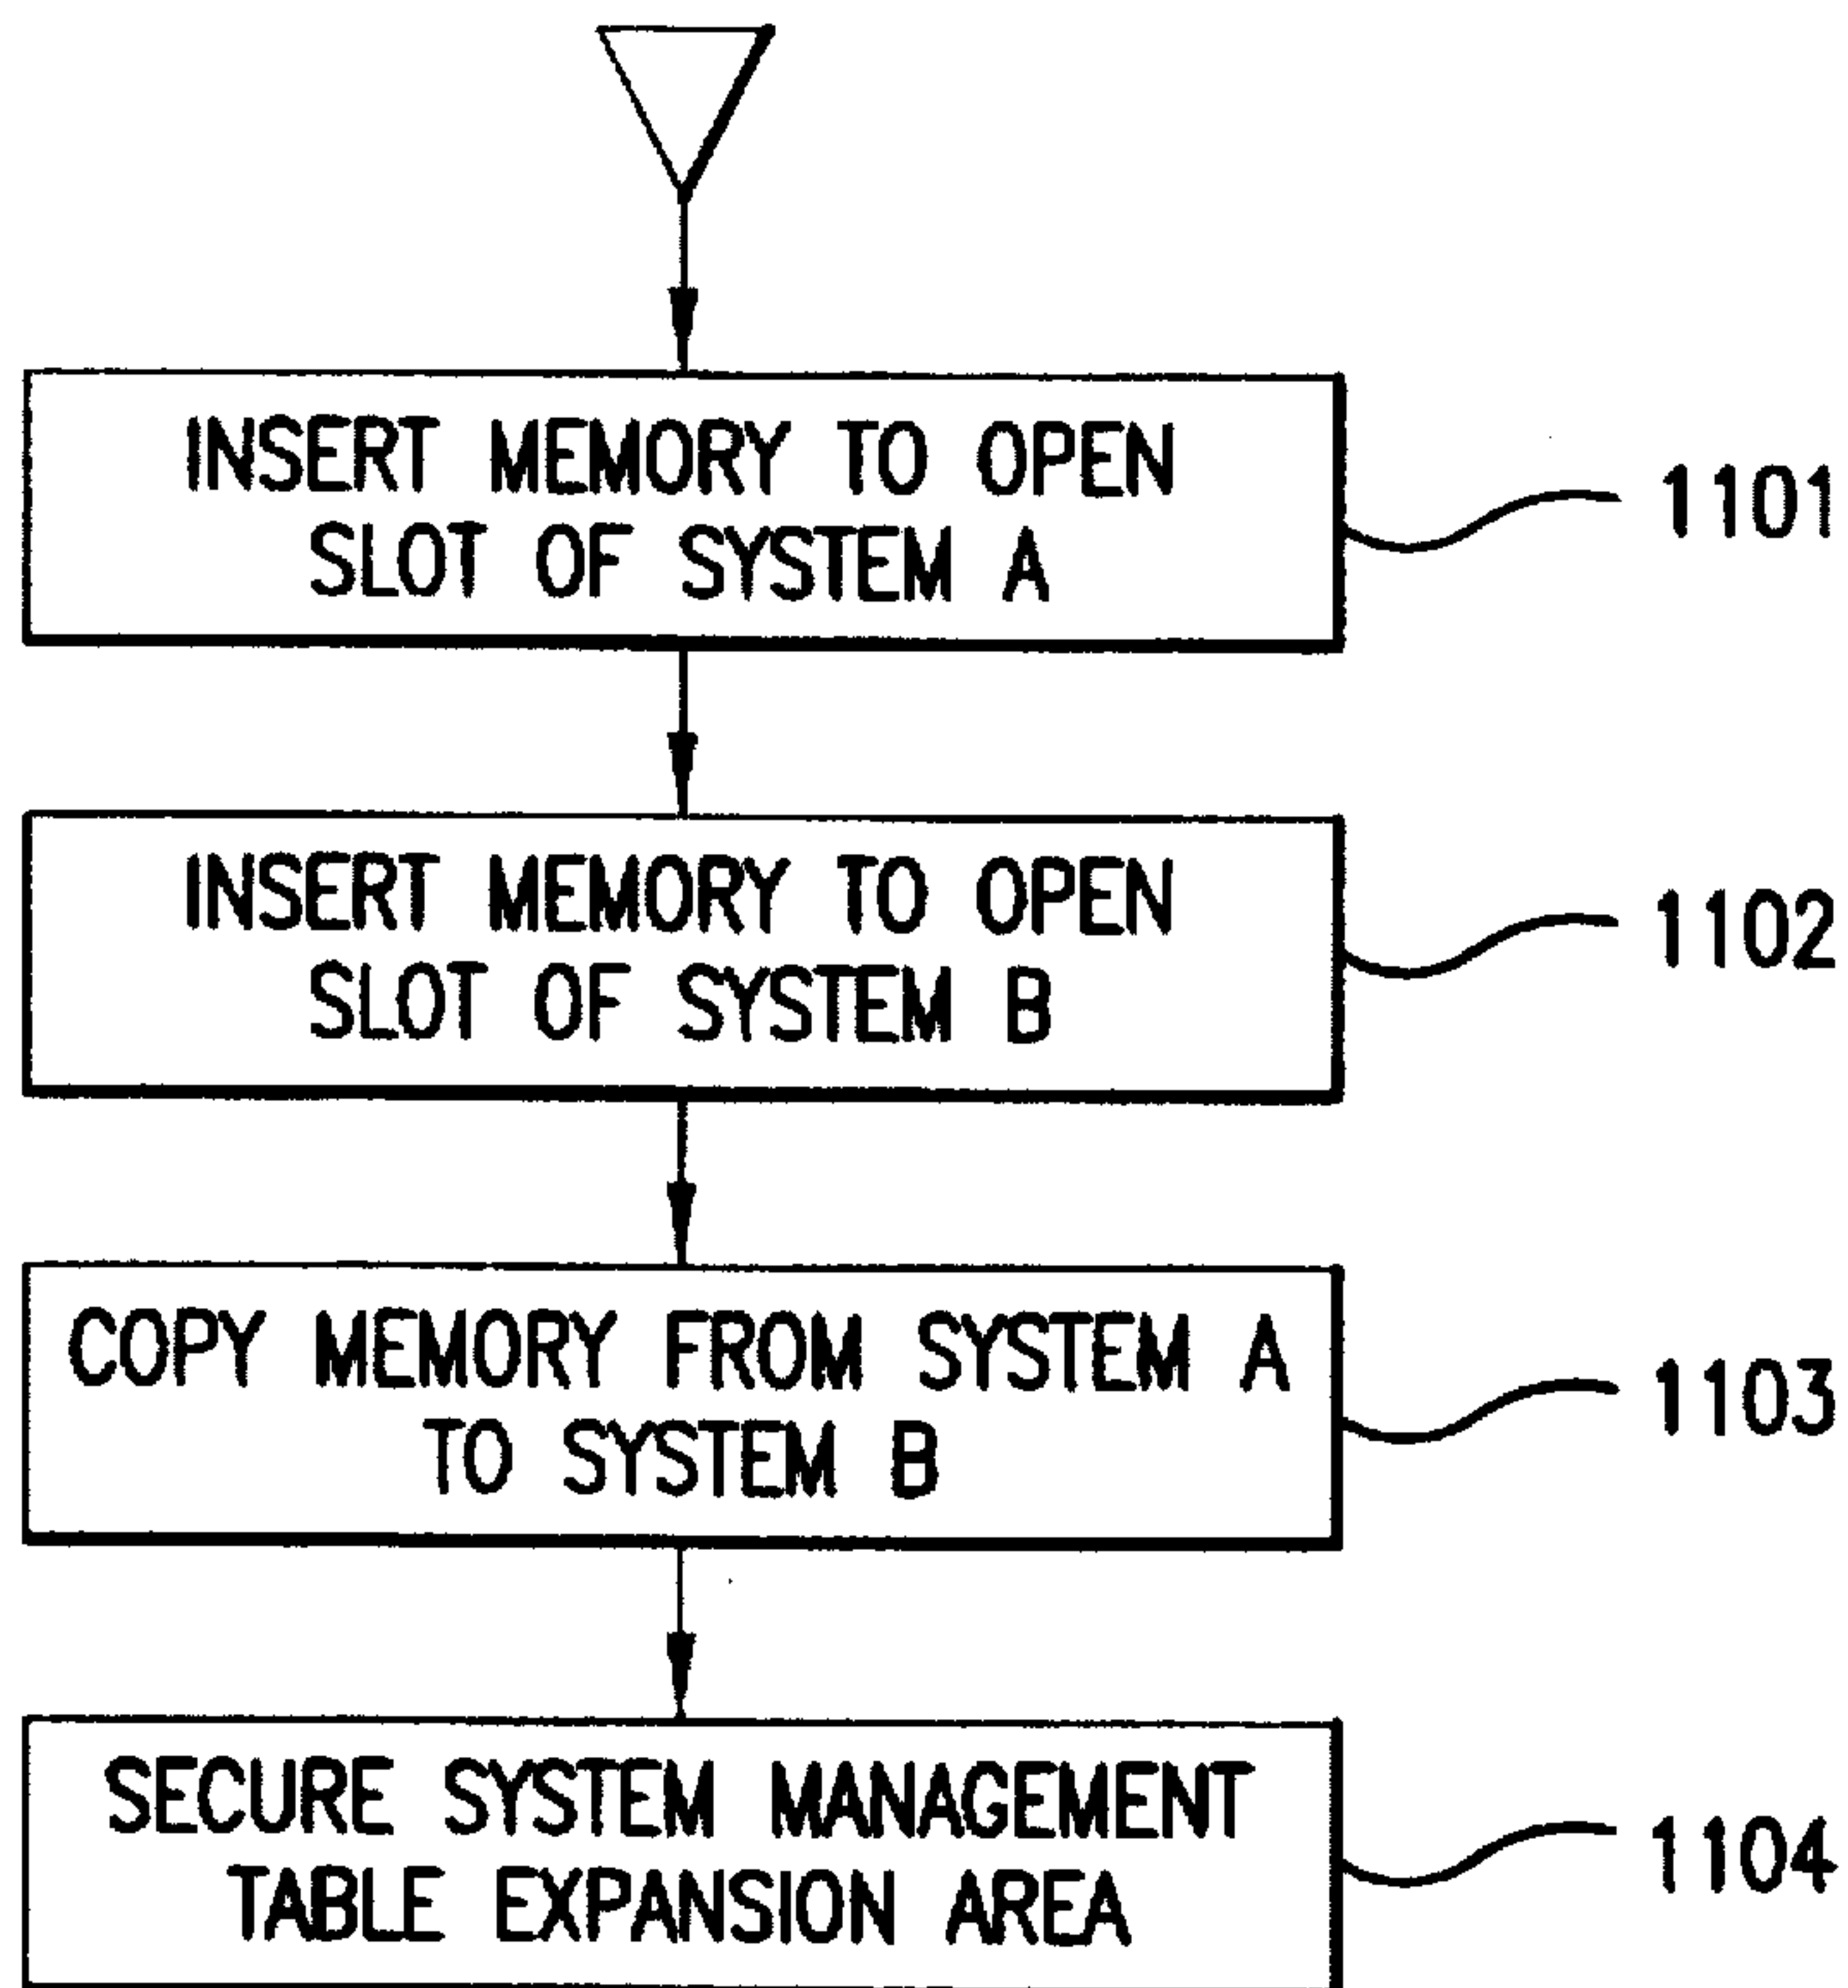 INSERT MEMORY TO OPEN
SLOT OF SYSTEM A
1101
INSERT MEMORY TO OPEN
SLOT OF SYSTEM B
1102
COPY MEMORY FROM SYSTEM A
TO SYSTEM B
1103
SECURE SYSTEM MANAGEMENT
TABLE EXPANSION AREA
1104